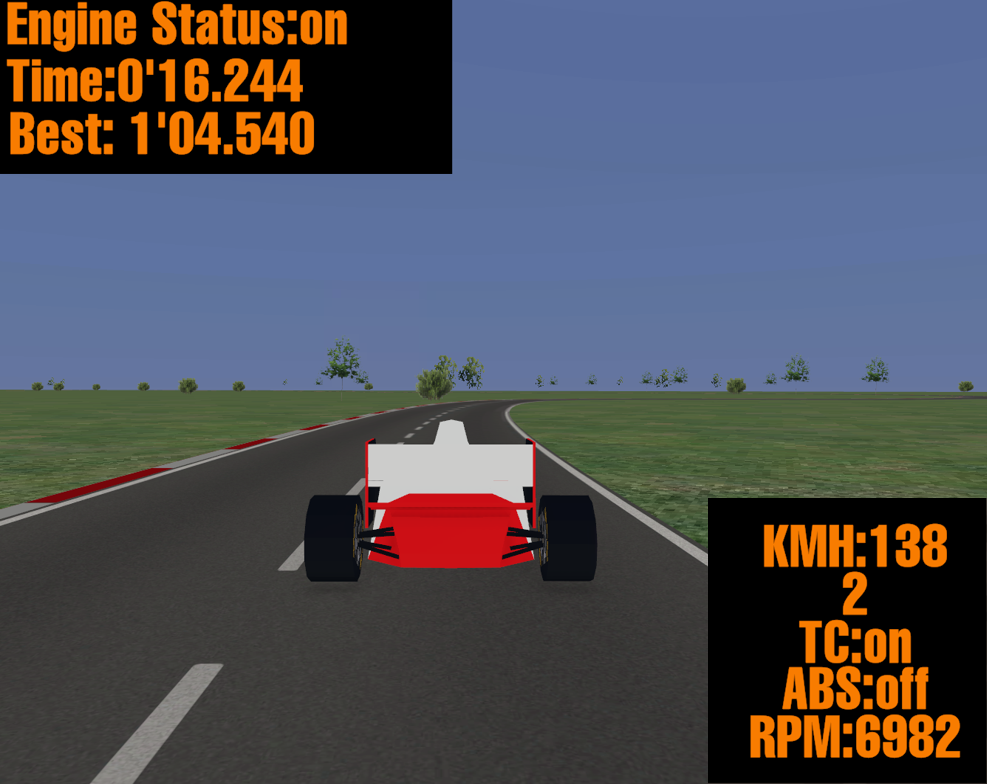 Engine Status:on
Time:0'16.244
Best: 1'04.540
KMH:138
2
TC:on
ABS:off
RPM:6982